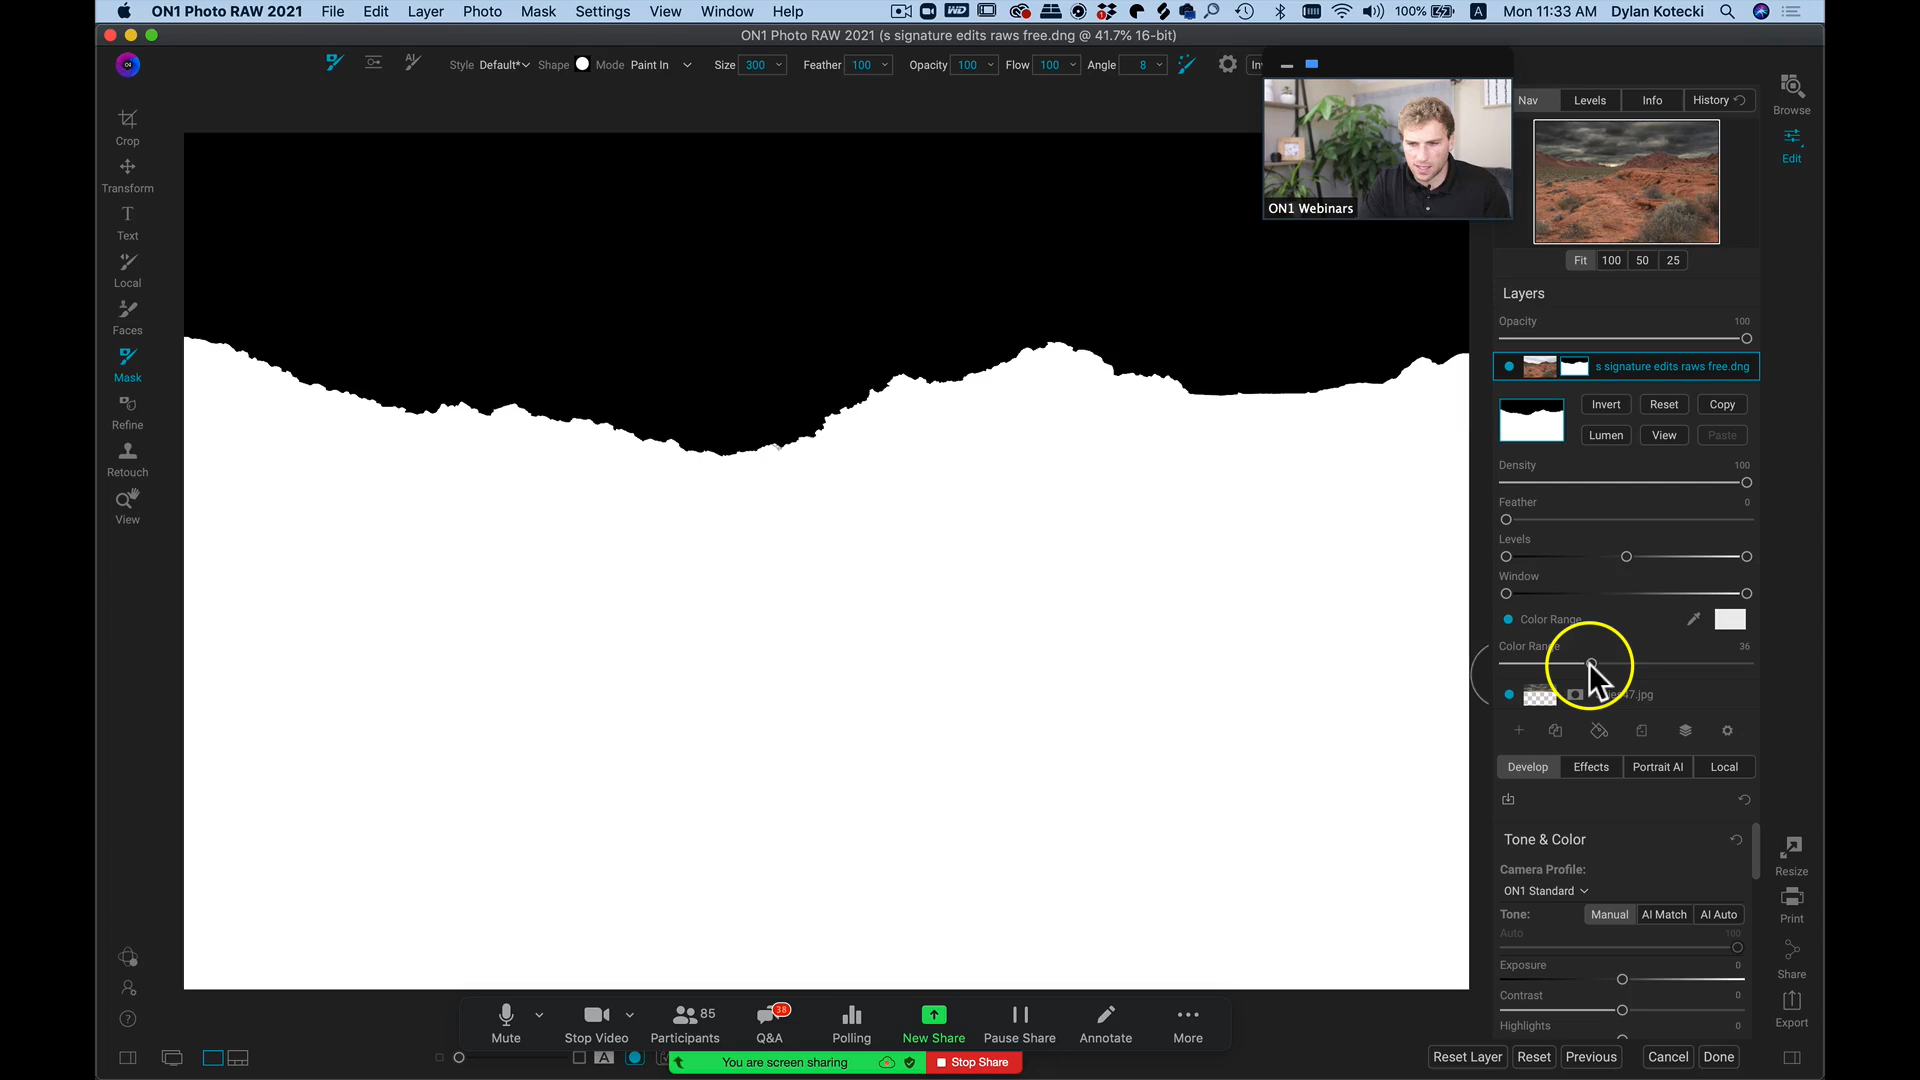 ON1 Photo RAW 2021 File Edit Layer Photo Mask Settings View Window Help 100% A Mon 11:33 AM Dylan Kotecki
ON1 Photo RAW 2021 (s signature edits raws free.dng @ 41.7% 16-bit)
Style Default* Shape Mode Paint In Size 300 Feather 100 Opacity 100 Flow 100 Angle 8
ON1 Webinars
Crop
Transform
Text
Local
Faces
Mask
Refine
Retouch
View
Nav Levels Info History
Browse
Edit
Fit 100 50 25
Layers
Opacity 100
s signature edits raws free.dng
Invert Reset Copy
Lumen View Paste
Density 100
Feather 0
Levels
Window
Color Range
Color Range 36
47.jpg
Develop Effects Portrait AI Local
Tone & Color
Camera Profile:
ON1 Standard
Tone: Manual AI Match AI Auto
Auto 100
Exposure 0
Contrast 0
Highlights 0
Resize
Print
Share
Export
85 38
Mute Stop Video Participants Q&A Polling New Share Pause Share Annotate More
You are screen sharing Stop Share
A
Reset Layer Reset Previous Cancel Done